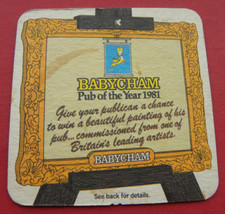 BABYCHAM
Pub of the Year 1981
Give your publican a chance
to win a beautiful painting of his
pub...commissioned from one of
Britain's leading artists.
BABYCHAM
See back for details.